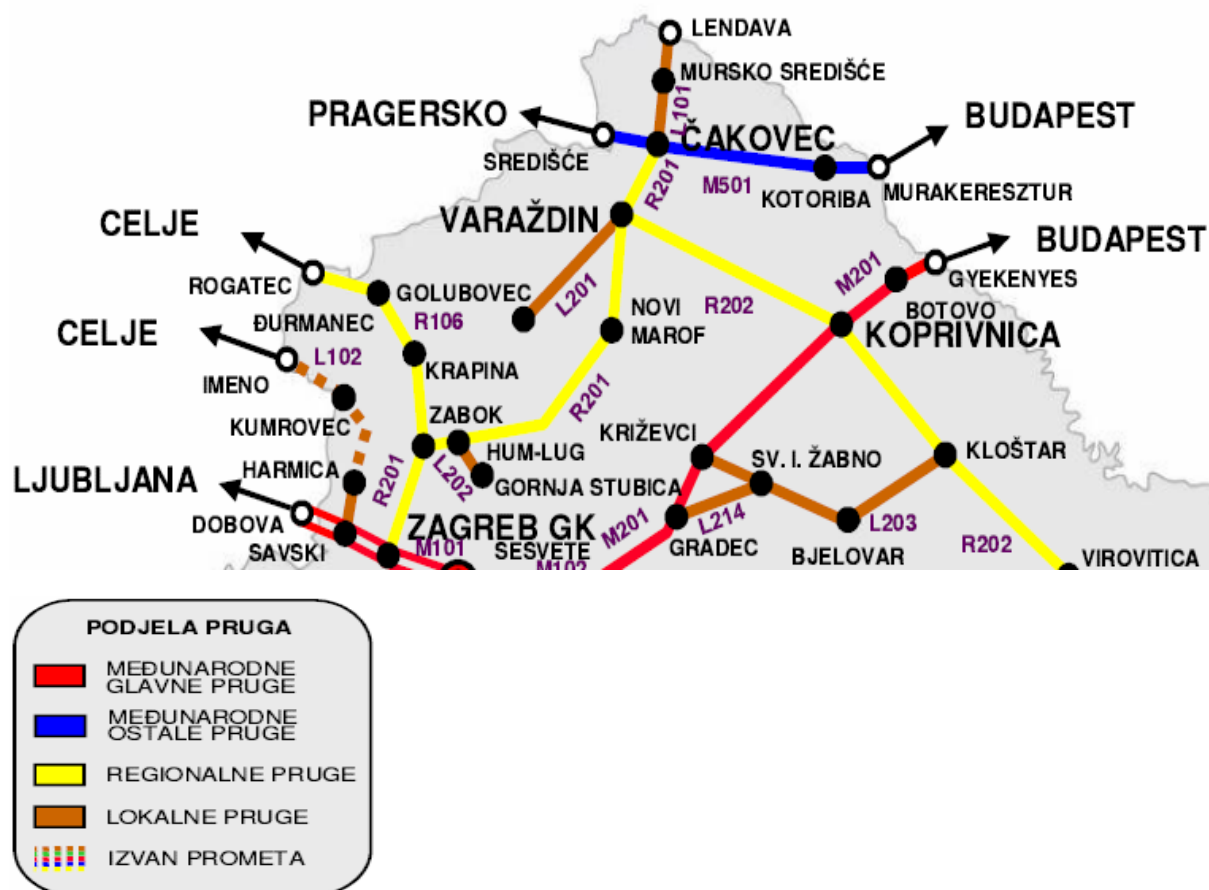 LENDAVA
MURSKO SREDIŠĆE
PRAGERSKO
L101
BUDAPEST
ČAKOVEC
SREDIŠĆE
R201
M501
KOTORIBA
MURAKERESZTUR
CELJE
VARAŽDIN
BUDAPEST
ROGATEC
GOLUBOVEC
L201
M201
GYEKENYES
ĐURMANEC
R106
NOVI
MAROF
R202
BOTOVO
KOPRIVNICA
CELJE
L102
IMENO
KRAPINA
R201
KUMROVEC
ZABOK
HUM-LUG
KRIŽEVCI
SV. I. ŽABNO
KLOŠTAR
HARMICA
R201
L202
GORNJA STUBICA
LJUBLJANA
DOBOVA
ZAGREB GK
M201
L214
L203
SAVSKI
M101
SESVETE
GRADEC
BJELOVAR
R202
VIROVITICA
M102
PODJELA PRUGA
MEĐUNARODNE
GLAVNE PRUGE
MEĐUNARODNE
OSTALE PRUGE
REGIONALNE PRUGE
LOKALNE PRUGE
IZVAN PROMETA